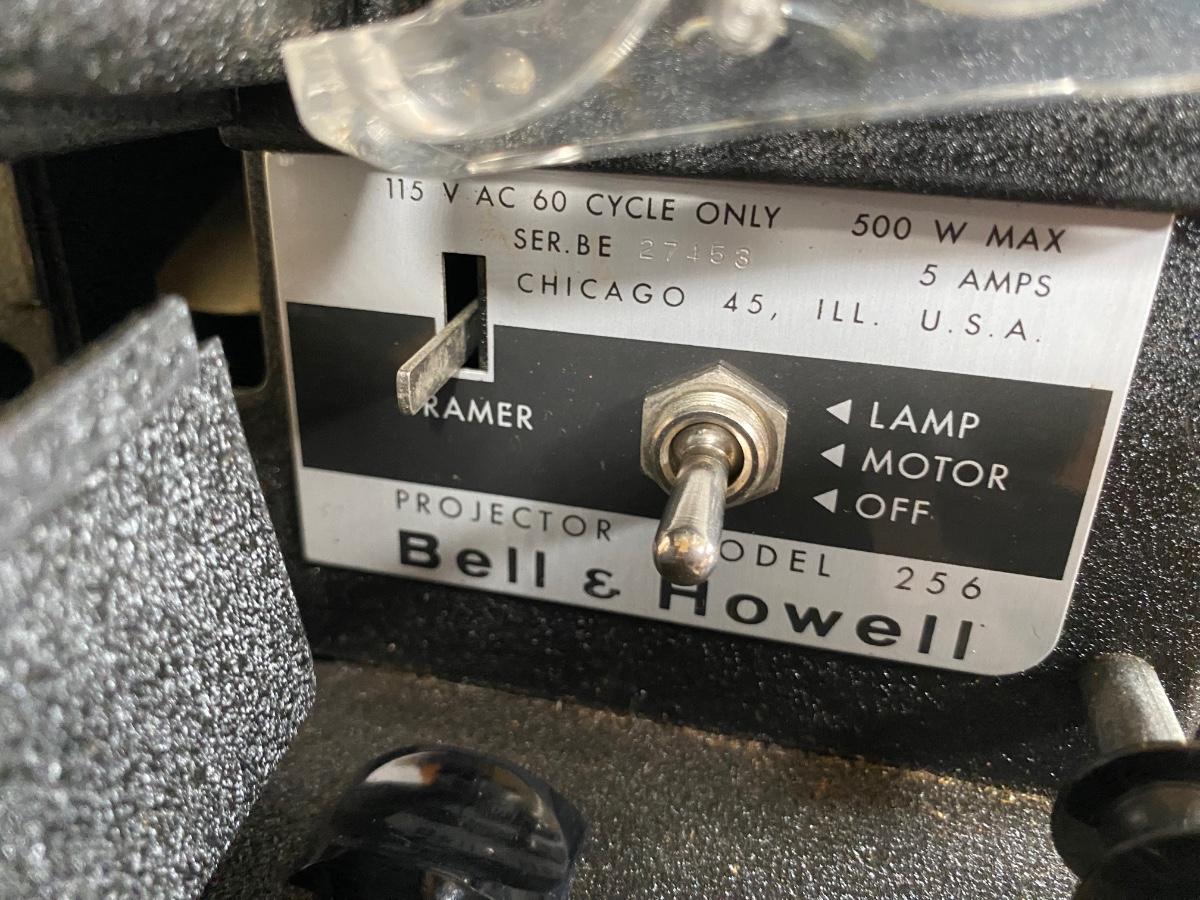 115 V AC 60 CYCLE ONLY 500 W MAX
SER.BE 27453 5 AMPS
CHICAGO 45, ILL. U.S.A.
RAMER
◀ LAMP
◀ MOTOR
◀ OFF
PROJECTOR ODEL 256
Bell & Howell